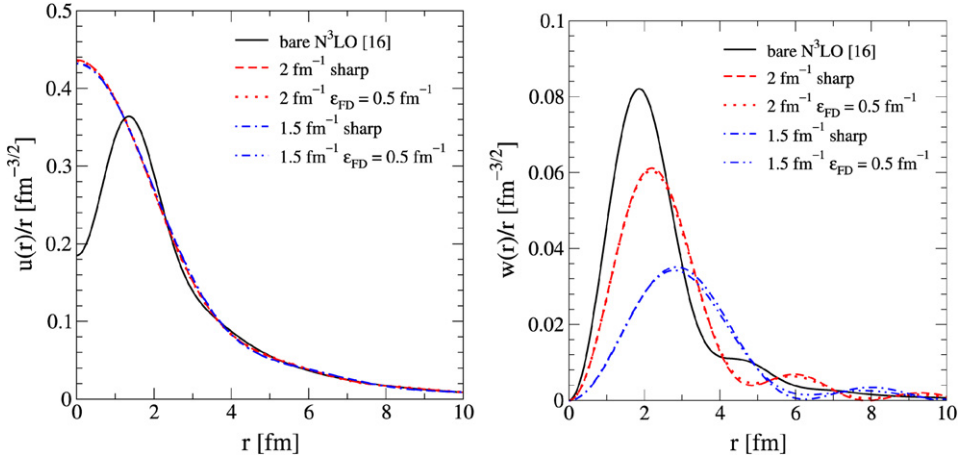 0.5
0.4
0.3
0.2
0.1
0
0 2 4 6 8 10
u(r)/r [fm⁻³ᐟ²]
r [fm]
bare N³LO [16]
2 fm⁻¹ sharp
2 fm⁻¹ ε_FD = 0.5 fm⁻¹
1.5 fm⁻¹ sharp
1.5 fm⁻¹ ε_FD = 0.5 fm⁻¹
0.1
0.08
0.06
0.04
0.02
0
0 2 4 6 8 10
w(r)/r [fm⁻³ᐟ²]
r [fm]
bare N³LO [16]
2 fm⁻¹ sharp
2 fm⁻¹ ε_FD = 0.5 fm⁻¹
1.5 fm⁻¹ sharp
1.5 fm⁻¹ ε_FD = 0.5 fm⁻¹